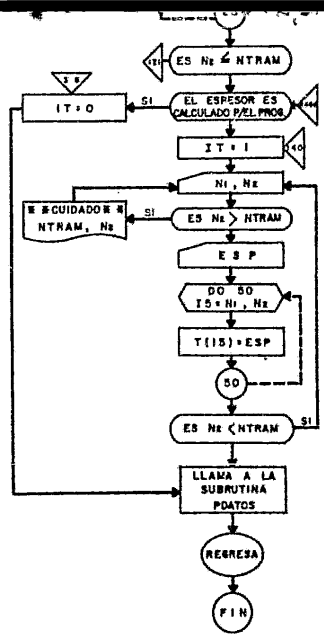 ES N2 ≤ NTRAM
IT = 0
SI
EL ESPESOR ES
CALCULADO P/EL PROG.
IT = 1
40
N1, N2
* * CUIDADO * *
NTNAM, N2
SI
ES N2 > NTRAM
ESP
DO 50
I5 = N1, N2
T(I5) = ESP
50
ES N2 < NTRAM
SI
LLAMA A LA
SUBRUTINA
PDATOS
REGRESA
FIN